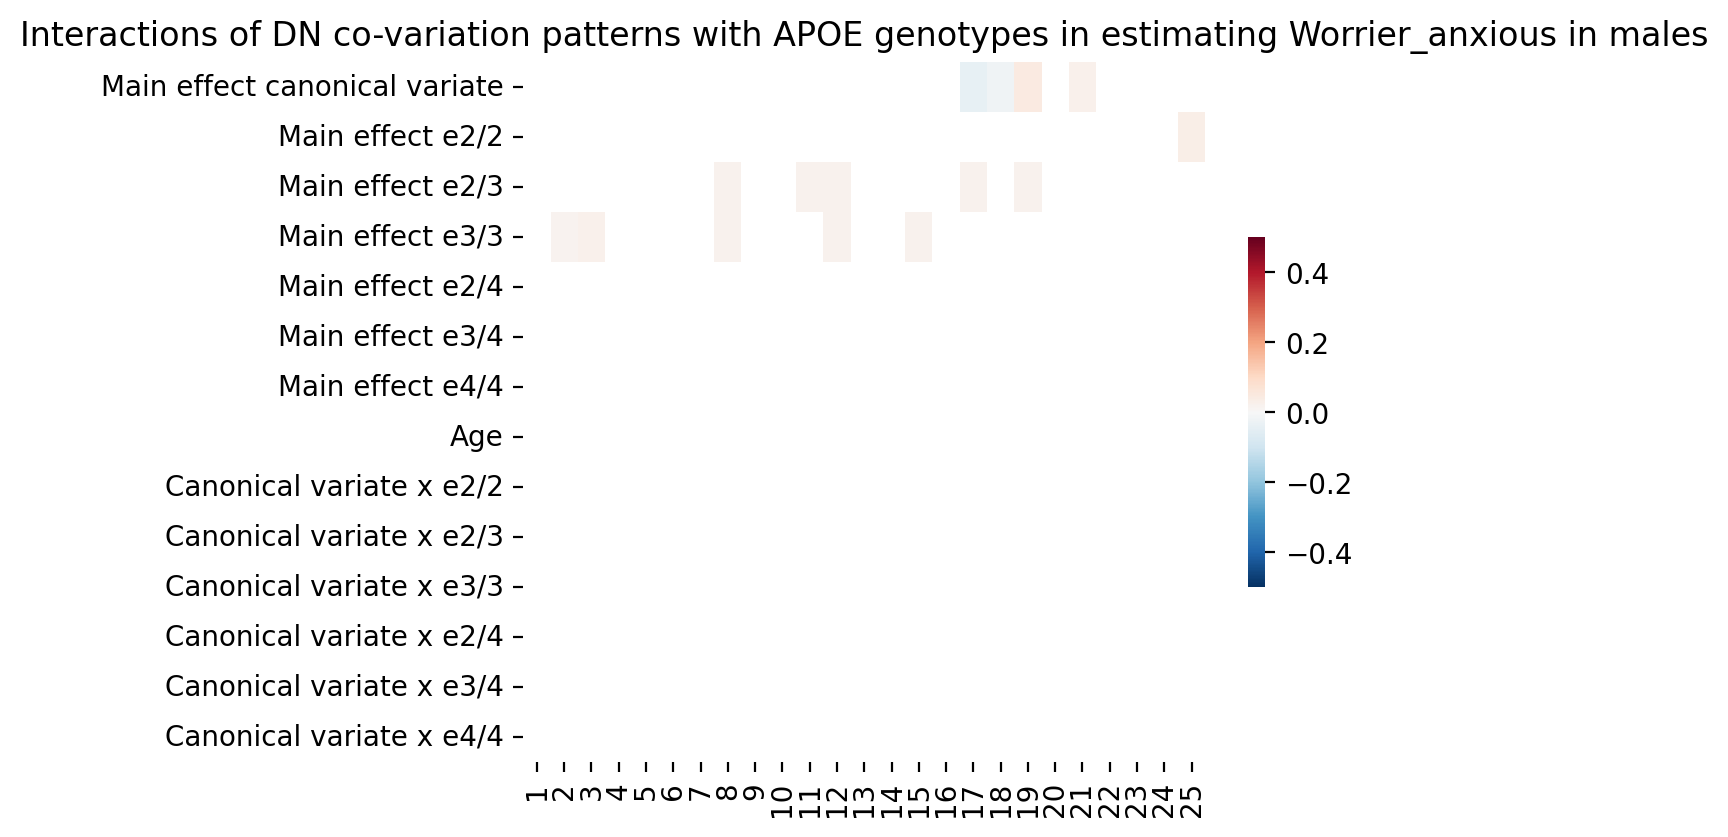 Interactions of DN co-variation patterns with APOE genotypes in estimating Worrier_anxious in males
Main effect canonical variate
Main effect e2/2
Main effect e2/3
Main effect e3/3
Main effect e2/4
Main effect e3/4
Main effect e4/4
Age
Canonical variate x e2/2
Canonical variate x e2/3
Canonical variate x e3/3
Canonical variate x e2/4
Canonical variate x e3/4
Canonical variate x e4/4
1 2 3 4 5 6 7 8 9 10 11 12 13 14 15 16 17 18 19 20 21 22 23 24 25
0.4
0.2
0.0
−0.2
−0.4